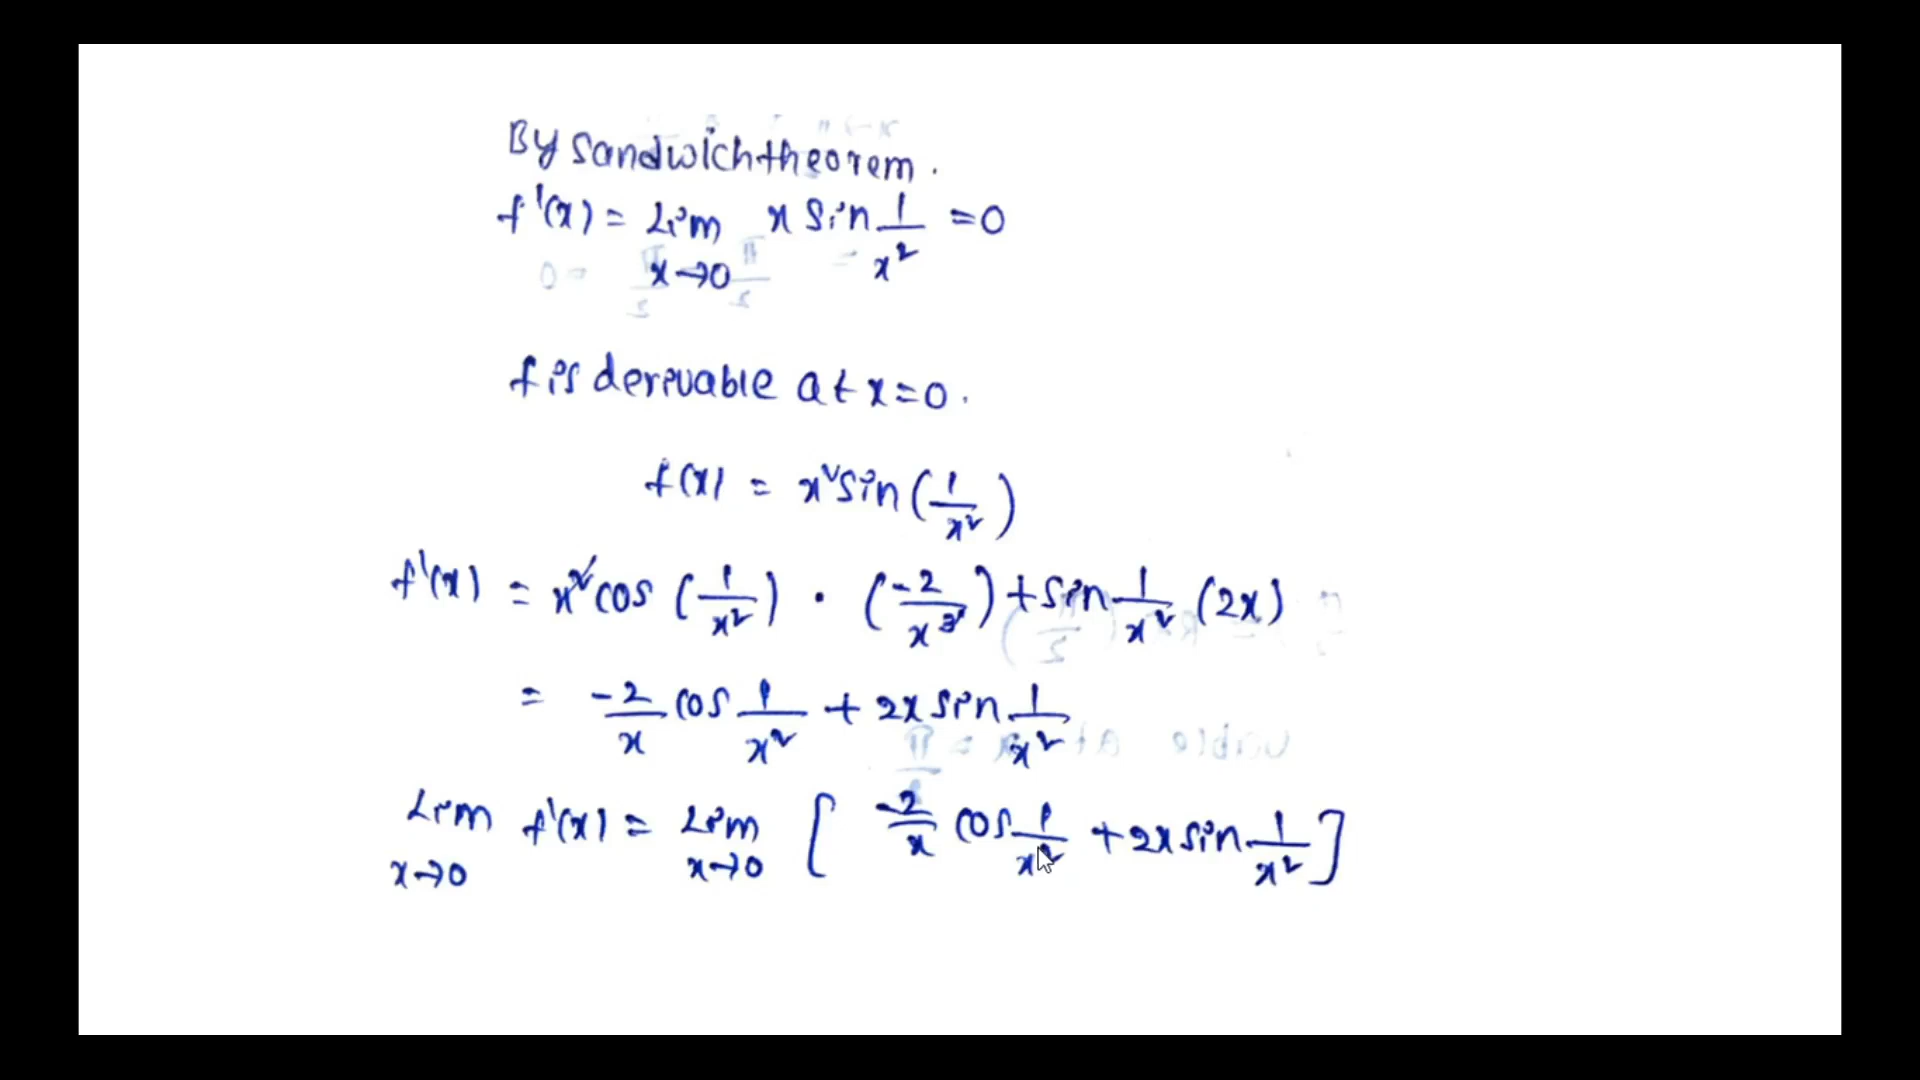 By Sandwich theorem.
f'(x) = Lim x→0 x sin 1/x² = 0
f is derivable at x=0.
f(x) = x² sin (1/x²)
f'(x) = x² cos (1/x²) · (-2/x³) + sin 1/x² (2x)
= -2/x cos 1/x² + 2x sin 1/x²
Lim x→0 f'(x) = Lim x→0 [ -2/x cos 1/x² + 2x sin 1/x² ]